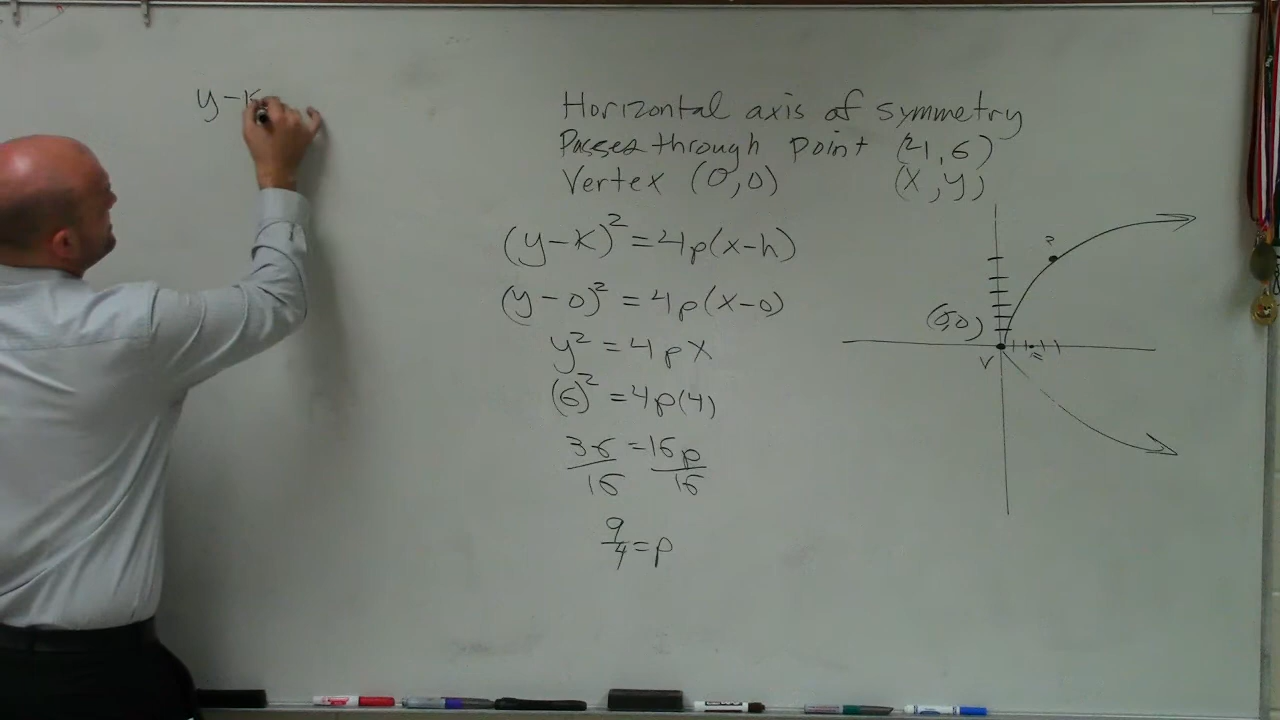 y-k
Horizontal axis of symmetry
Passes through point (4,6)
Vertex (0,0) (x,y)
(y-k)²=4p(x-h)
(y-0)²=4p(x-0)
y²=4px
(6)²=4p(4)
36=16p
16 16
9/4=p
P
(0,0)
V